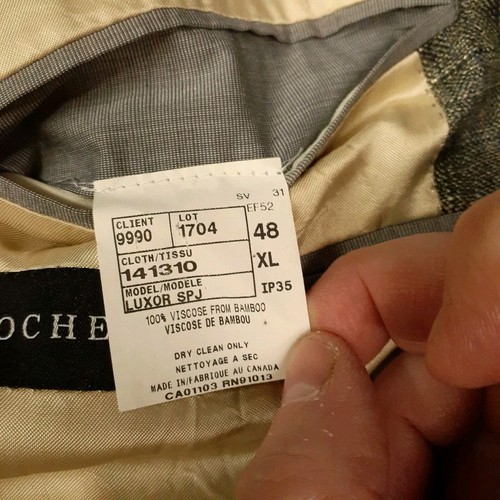 SV 31
EF52
CLIENT LOT
9990 1704 48
CLOTH/TISSU
141310 XL
MODEL/MODELE
LUXOR SPJ IP35
100% VISCOSE FROM BAMBOO
VISCOSE DE BAMBOU
DRY CLEAN ONLY
NETTOYAGE A SEC
MADE IN/FABRIQUE AU CANADA
CA01103 RN91013
OCHE